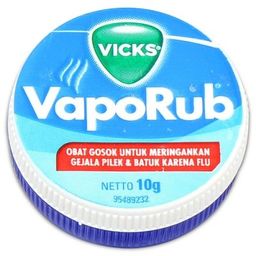 VICKS®
VapoRub
OBAT GOSOK UNTUK MERINGANKAN
GEJALA PILEK & BATUK KARENA FLU
NETTO 10g
95489232